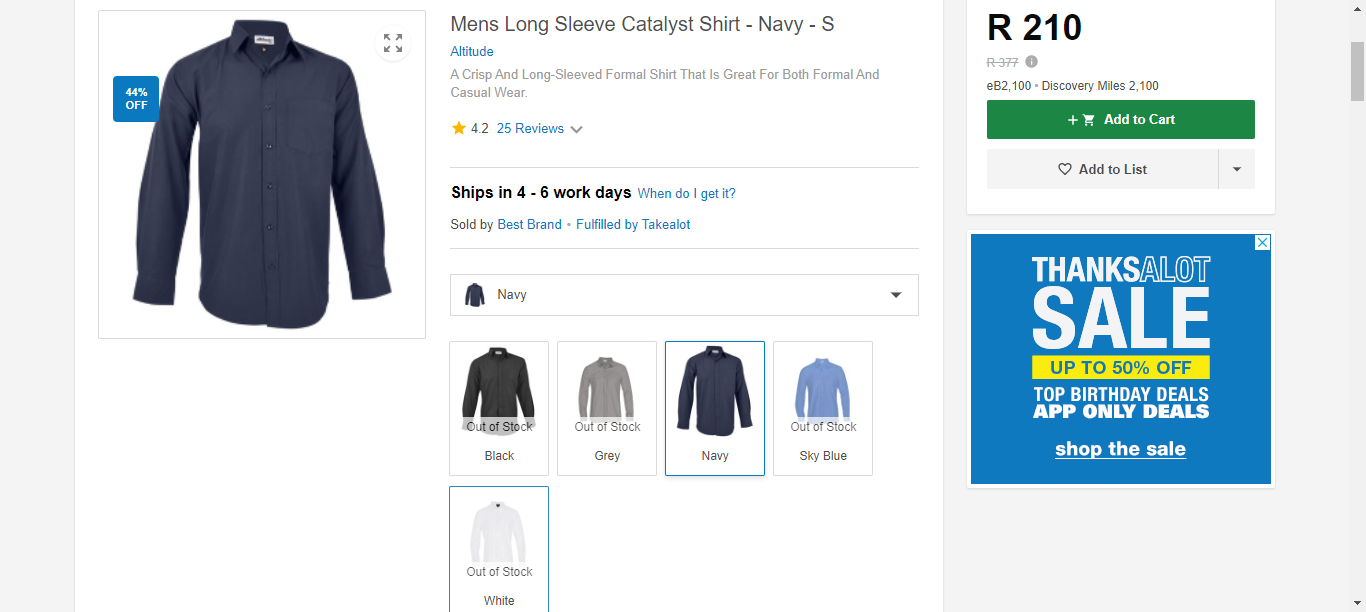 44%
OFF
Mens Long Sleeve Catalyst Shirt - Navy - S
Altitude
A Crisp And Long-Sleeved Formal Shirt That Is Great For Both Formal And
Casual Wear.
4.2 25 Reviews
Ships in 4 - 6 work days When do I get it?
Sold by Best Brand • Fulfilled by Takealot
Navy
Out of Stock
Black
Out of Stock
Grey
Navy
Out of Stock
Sky Blue
Out of Stock
White
R 210
R 377
eB2,100 • Discovery Miles 2,100
+ Add to Cart
Add to List
THANKSALOT
SALE
UP TO 50% OFF
TOP BIRTHDAY DEALS
APP ONLY DEALS
shop the sale